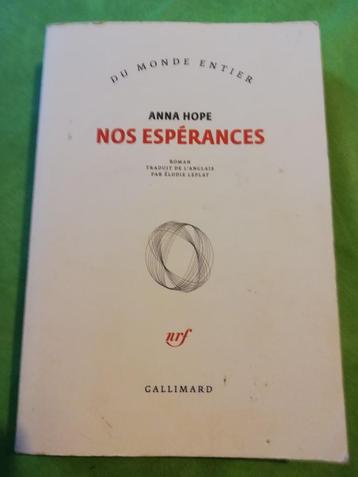 DU MONDE ENTIER
ANNA HOPE
NOS ESPÉRANCES
ROMAN
TRADUIT DE L'ANGLAIS
PAR ÉLODIE LEPLAT
nrf
GALLIMARD